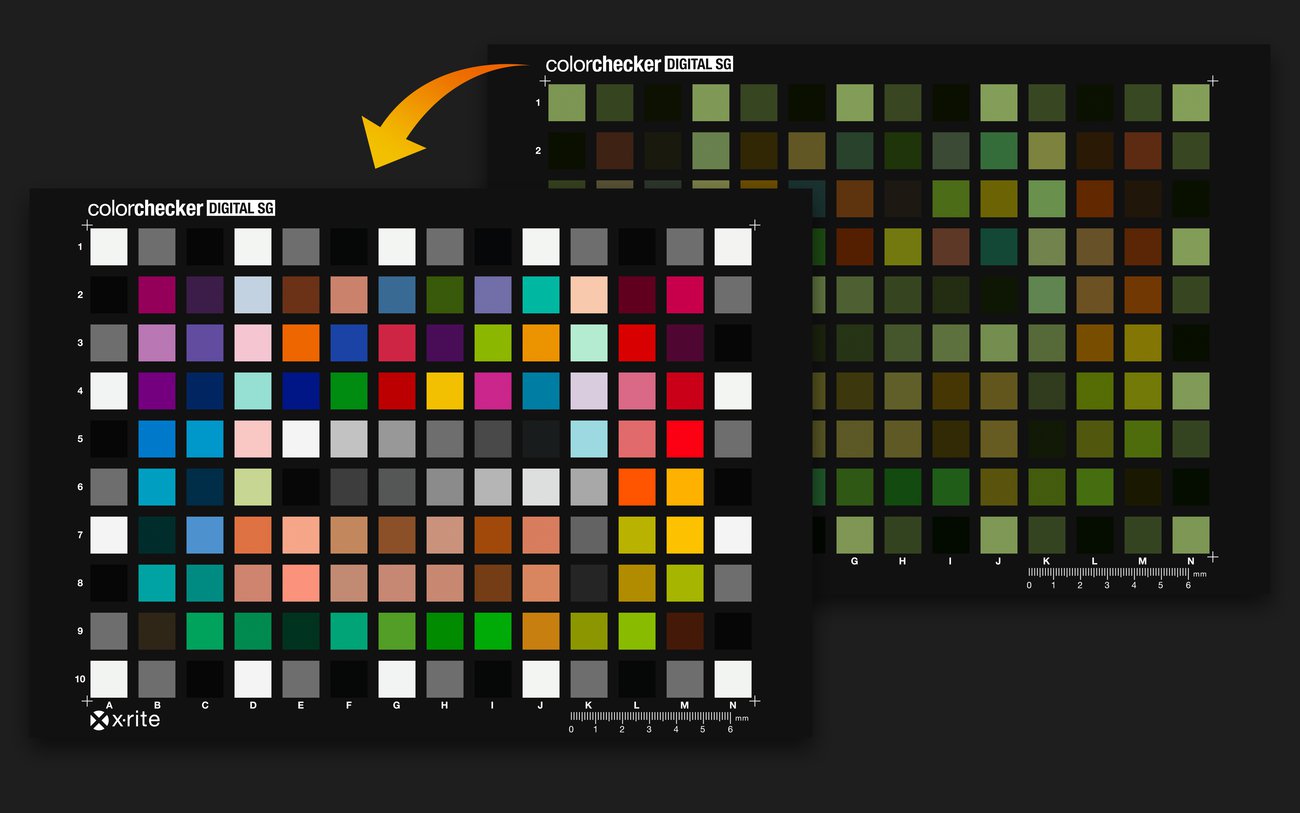 colorchecker DIGITAL SG
1
2
G H I J K L M N
mm
0 1 2 3 4 5 6
colorchecker DIGITAL SG
1
2
3
4
5
6
7
8
9
10
A B C D E F G H I J K L M N
x·rite
mm
0 1 2 3 4 5 6